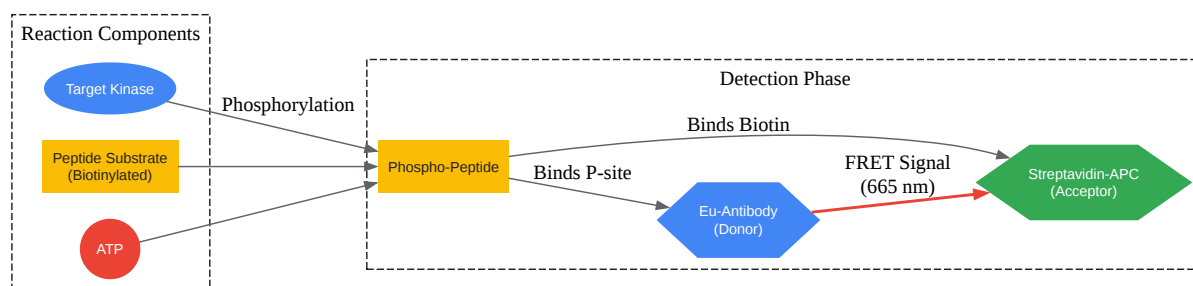 Reaction Components
Target Kinase
Peptide Substrate
(Biotinylated)
ATP
Phosphorylation
Detection Phase
Phospho-Peptide
Binds Biotin
Binds P-site
Eu-Antibody
(Donor)
FRET Signal
(665 nm)
Streptavidin-APC
(Acceptor)